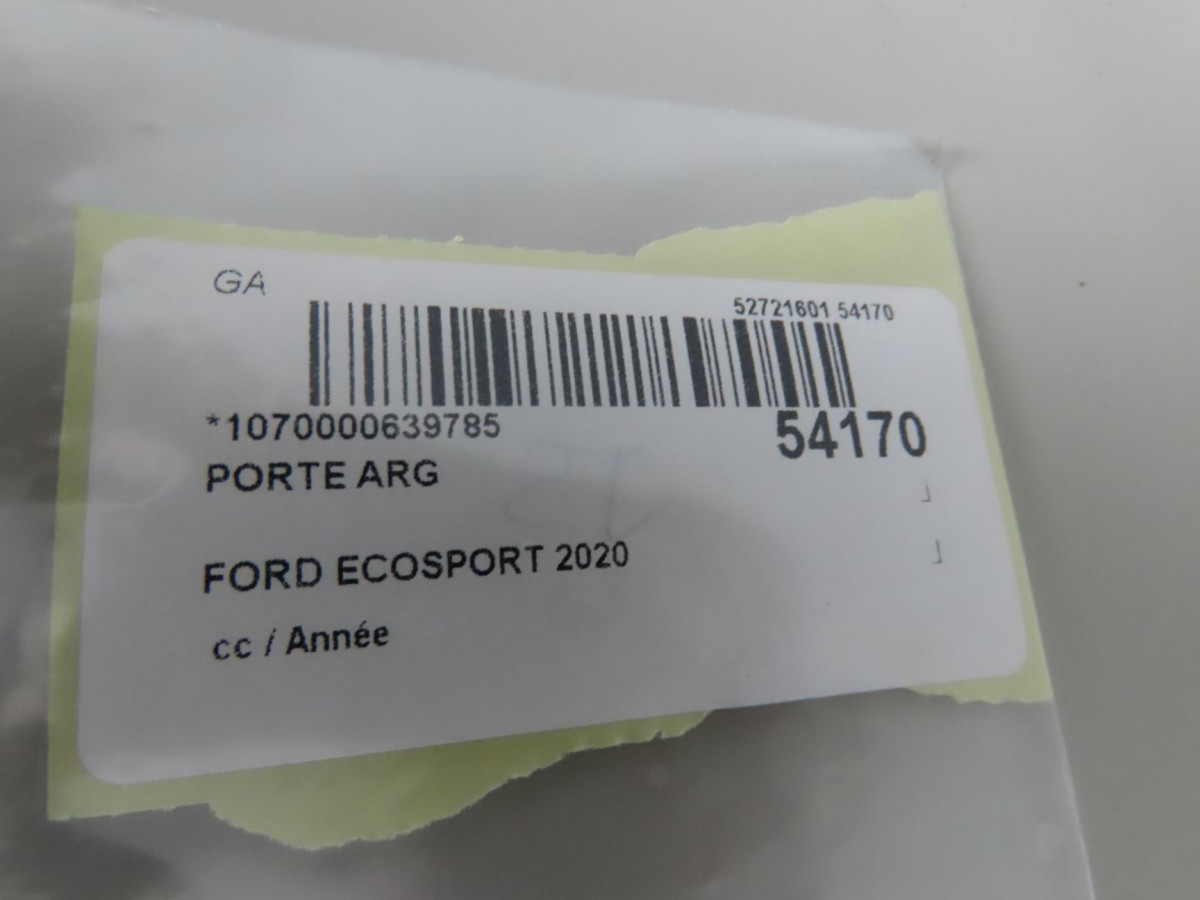 GA
52721601 54170
*1070000639785
54170
PORTE ARG
FORD ECOSPORT 2020
cc / Année